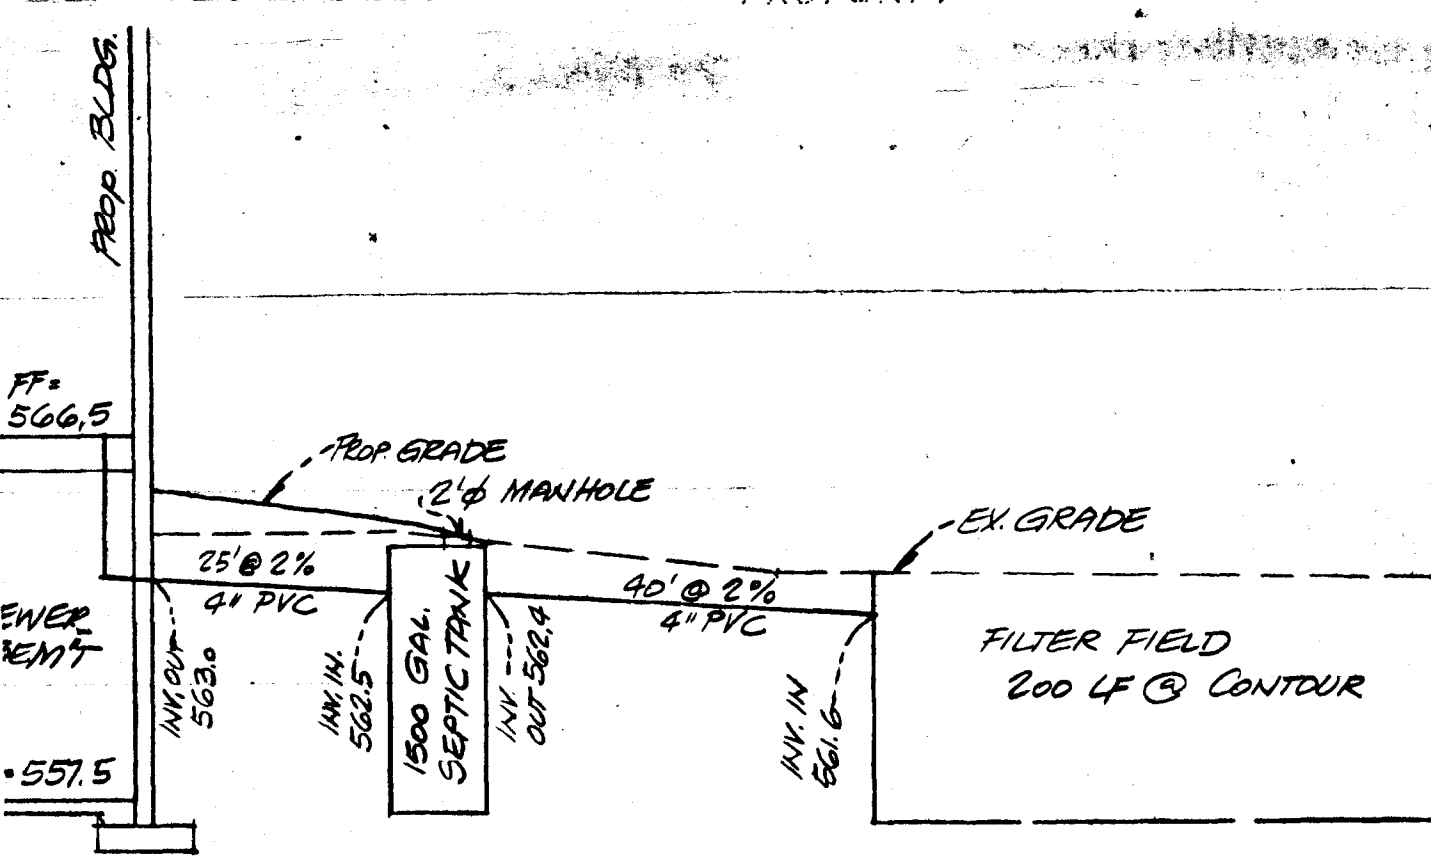 PROP. BLDG.
FF=
566.5
PROP. GRADE
2'ϕ MANHOLE
EX. GRADE
25' @ 2%
4" PVC
40' @ 2%
4" PVC
EWER
EM'T
INV. OUT
563.0
INV. IN.
562.5
1500 GAL.
SEPTIC TANK
INV.
OUT 562.4
INV. IN
561.6
FILTER FIELD
200 LF @ CONTOUR
=557.5